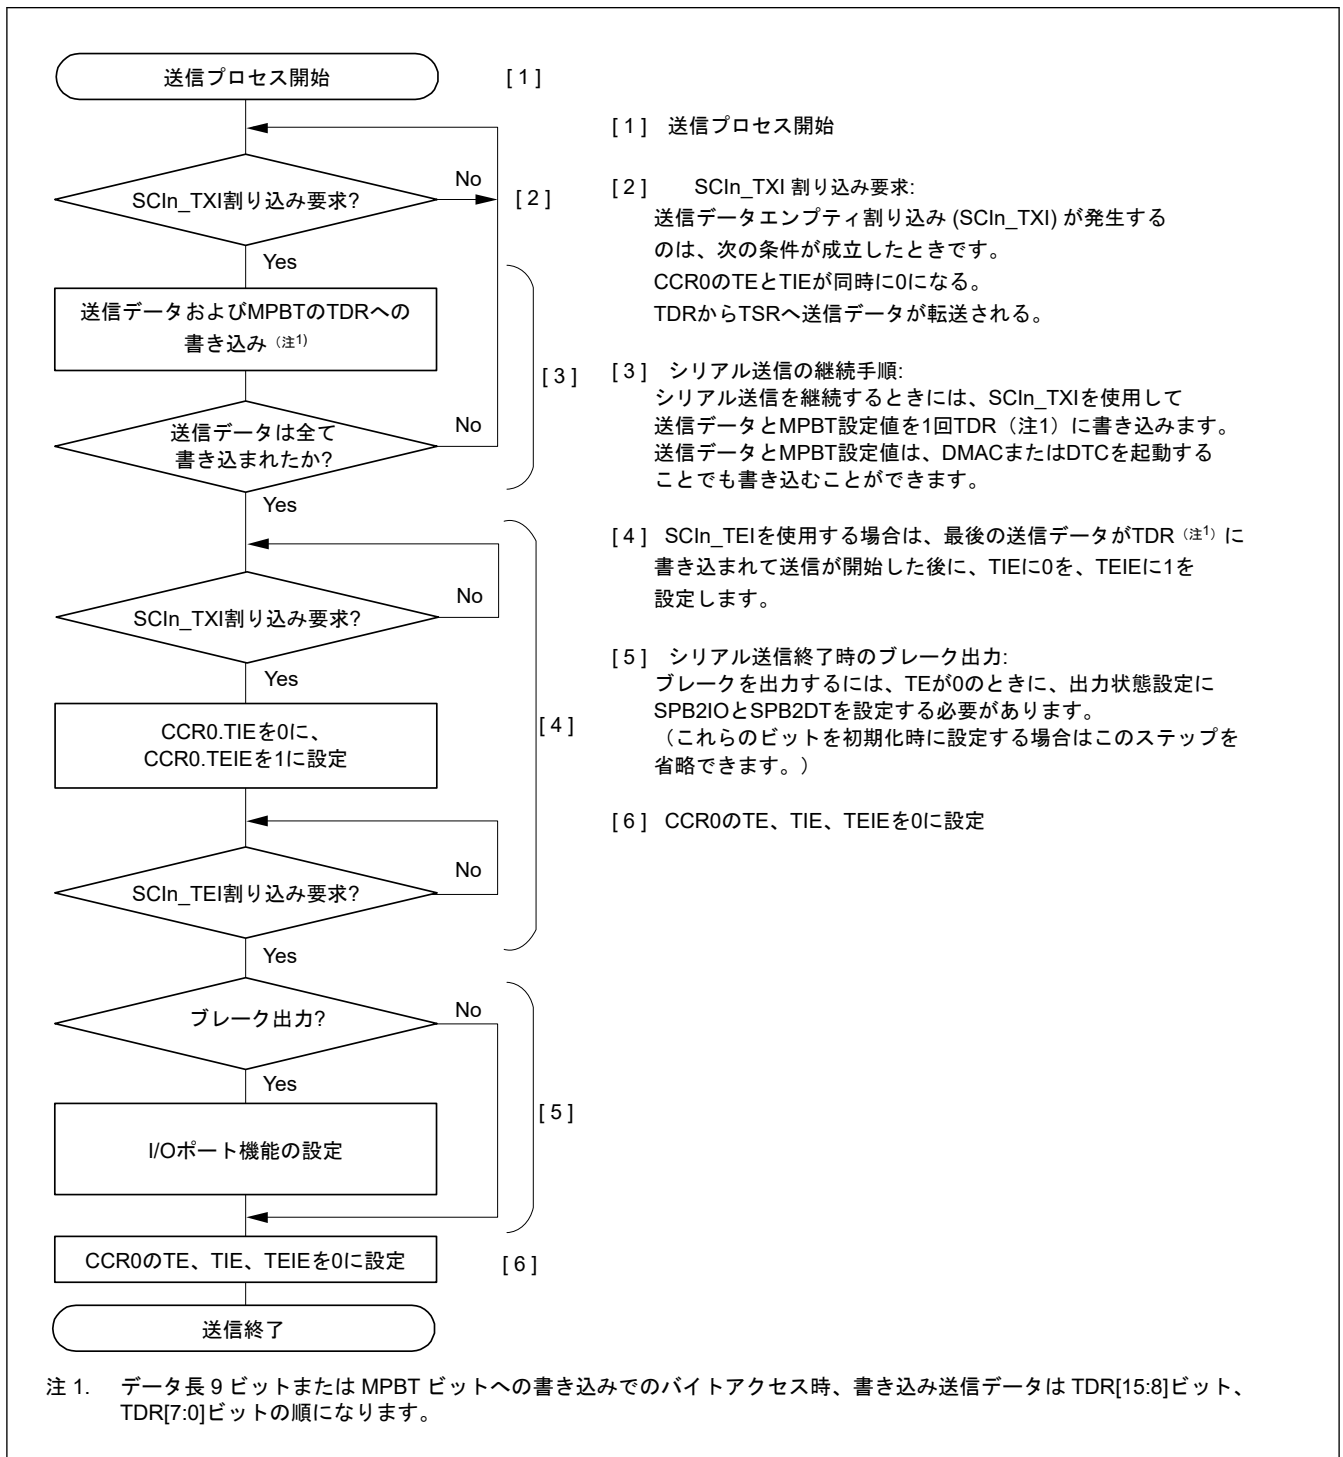 送信プロセス開始
[ 1 ]
SCIn_TXI割り込み要求?
No
[ 2 ]
Yes
送信データおよびMPBTのTDRへの
書き込み（注1)
[ 3 ]
送信データは全て
書き込まれたか?
No
Yes
SCIn_TXI割り込み要求?
No
Yes
CCR0.TIEを0に、
CCR0.TEIEを1に設定
[ 4 ]
SCIn_TEI割り込み要求?
No
Yes
ブレーク出力?
No
Yes
I/Oポート機能の設定
[ 5 ]
CCR0のTE、TIE、TEIEを0に設定
[ 6 ]
送信終了
[ 1 ] 送信プロセス開始
[ 2 ] SCIn_TXI 割り込み要求:
送信データエンプティ割り込み (SCIn_TXI) が発生する
のは、次の条件が成立したときです。
CCR0のTEとTIEが同時に0になる。
TDRからTSRへ送信データが転送される。
[ 3 ] シリアル送信の継続手順:
シリアル送信を継続するときには、SCIn_TXIを使用して
送信データとMPBT設定値を1回TDR（注1）に書き込みます。
送信データとMPBT設定値は、DMACまたはDTCを起動する
ことでも書き込むことができます。
[ 4 ] SCIn_TEIを使用する場合は、最後の送信データがTDR（注1）に
書き込まれて送信が開始した後に、TIEに0を、TEIEに1を
設定します。
[ 5 ] シリアル送信終了時のブレーク出力:
ブレークを出力するには、TEが0のときに、出力状態設定に
SPB2IOとSPB2DTを設定する必要があります。
（これらのビットを初期化時に設定する場合はこのステップを
省略できます。）
[ 6 ] CCR0のTE、TIE、TEIEを0に設定
注 1. データ長 9 ビットまたは MPBT ビットへの書き込みでのバイトアクセス時、書き込み送信データは TDR[15:8]ビット、
TDR[7:0]ビットの順になります。